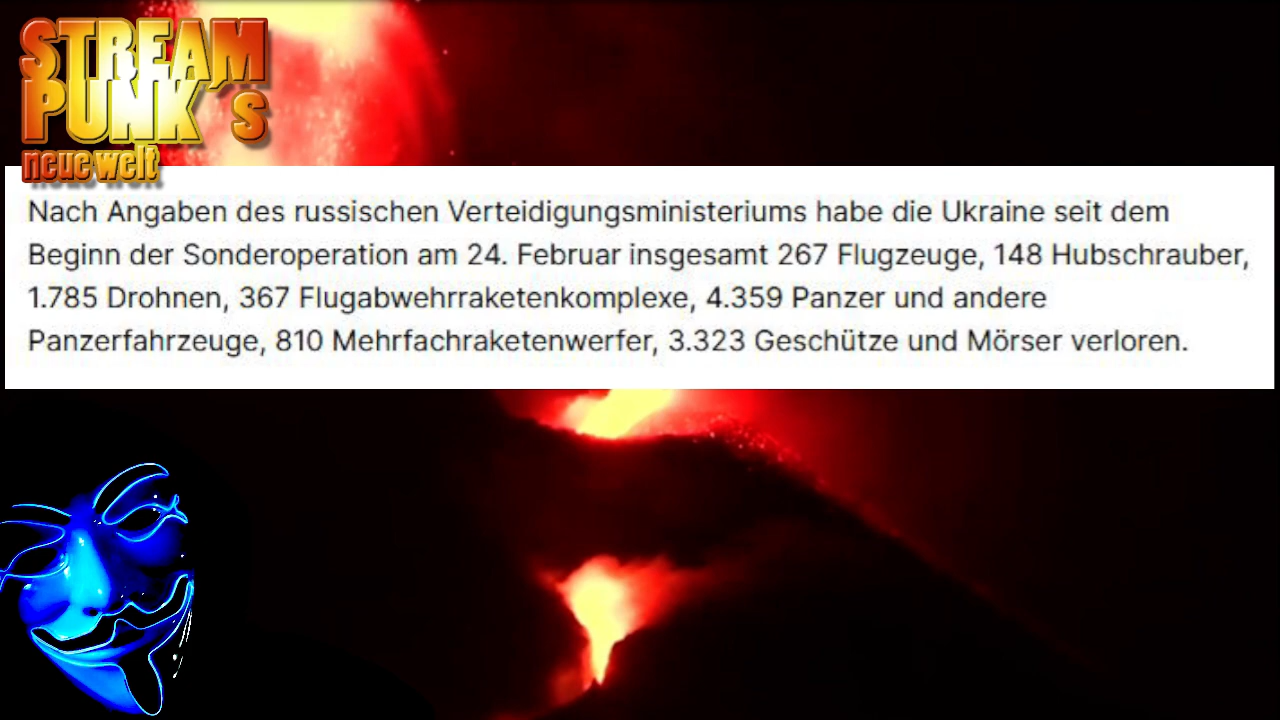 STREAM
PUNK´S
neue welt
Nach Angaben des russischen Verteidigungsministeriums habe die Ukraine seit dem
Beginn der Sonderoperation am 24. Februar insgesamt 267 Flugzeuge, 148 Hubschrauber,
1.785 Drohnen, 367 Flugabwehrraketenkomplexe, 4.359 Panzer und andere
Panzerfahrzeuge, 810 Mehrfachraketenwerfer, 3.323 Geschütze und Mörser verloren.